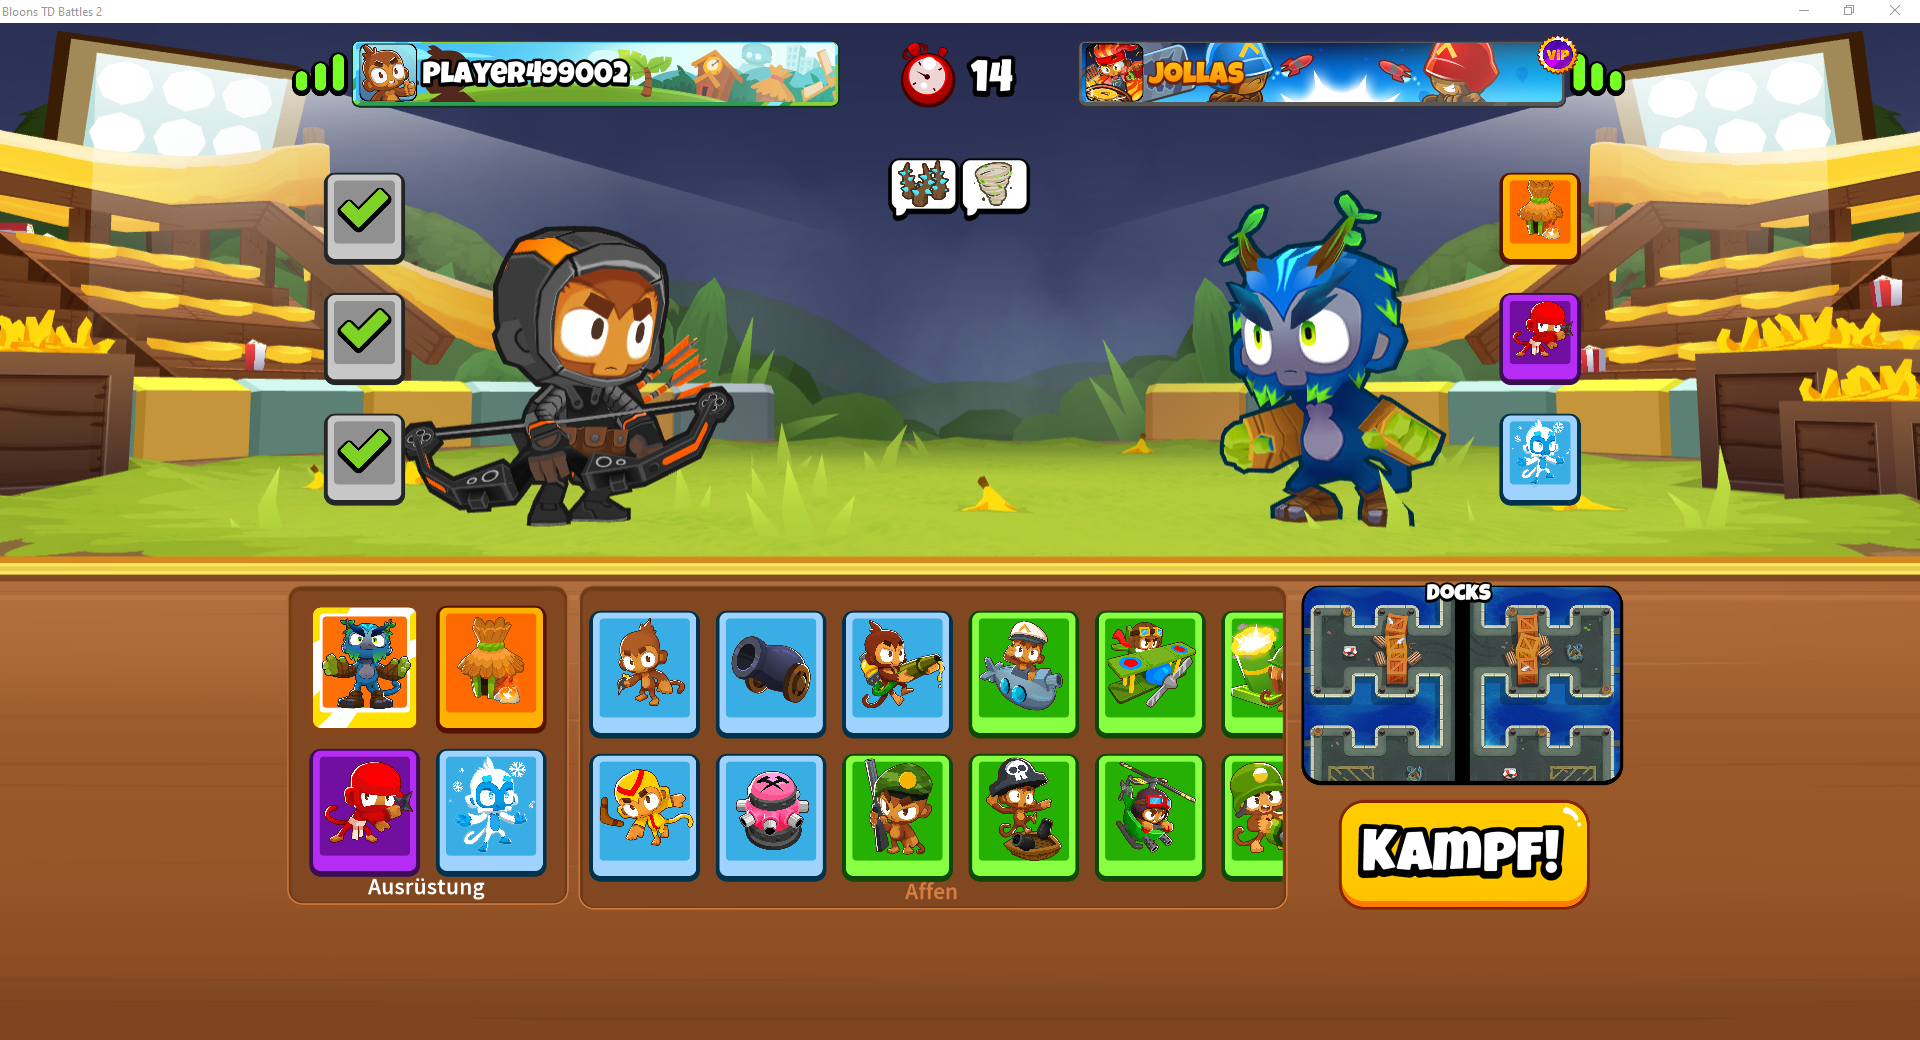 Bloons TD Battles 2
PLAYER499002
14
JOLLAS
VIP
DOCKS
KAMPF!
Ausrüstung
Affen